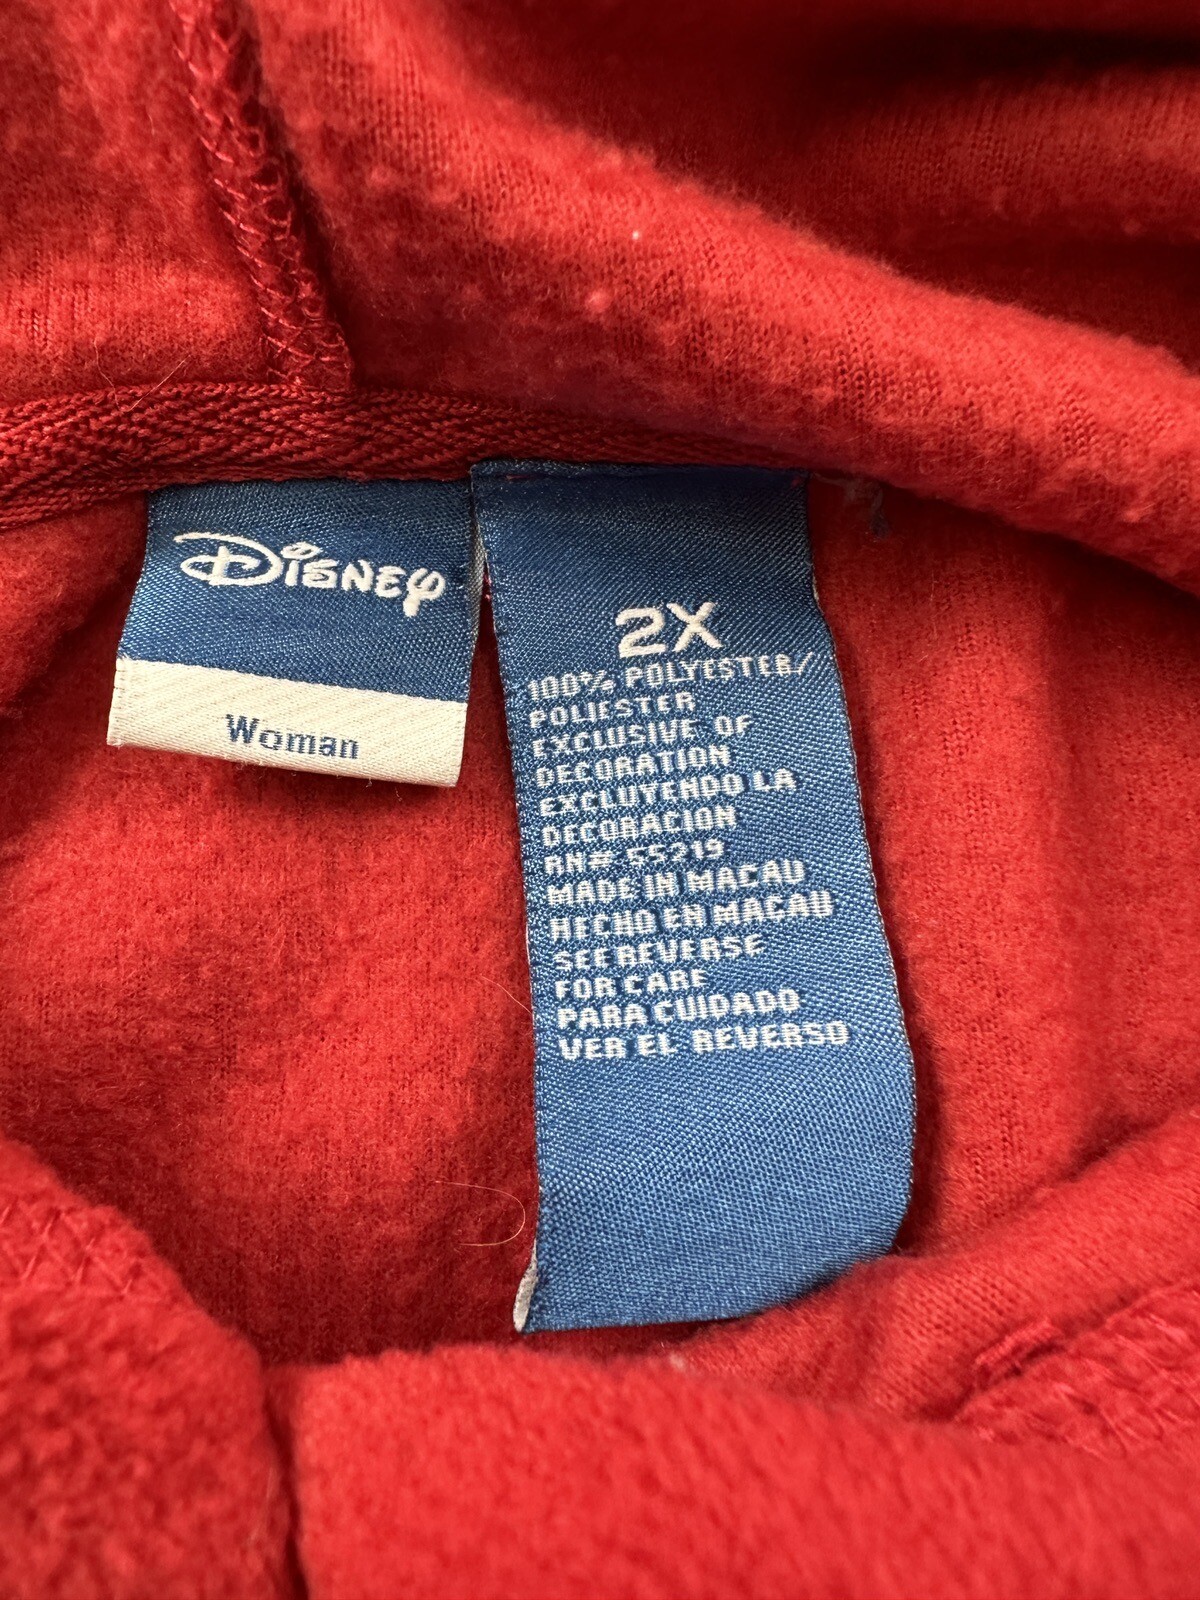 Disney
Woman
2X
100% POLYESTER/
POLIESTER
EXCLUSIVE OF
DECORATION
EXCLUYENDO LA
DECORACION
RN# 55219
MADE IN MACAU
HECHO EN MACAU
SEE REVERSE
FOR CARE
PARA CUIDADO
VER EL REVERSO